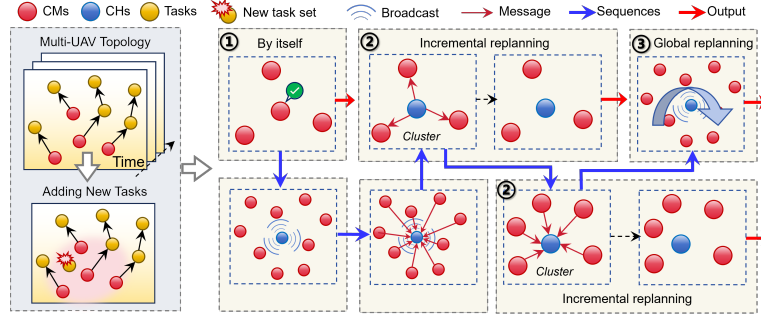 CMs CHs Tasks New task set Broadcast Message Sequences Output
Multi-UAV Topology
Time
Adding New Tasks
① By itself
② Incremental replanning
Cluster
③ Global replanning
②
Cluster
Incremental replanning